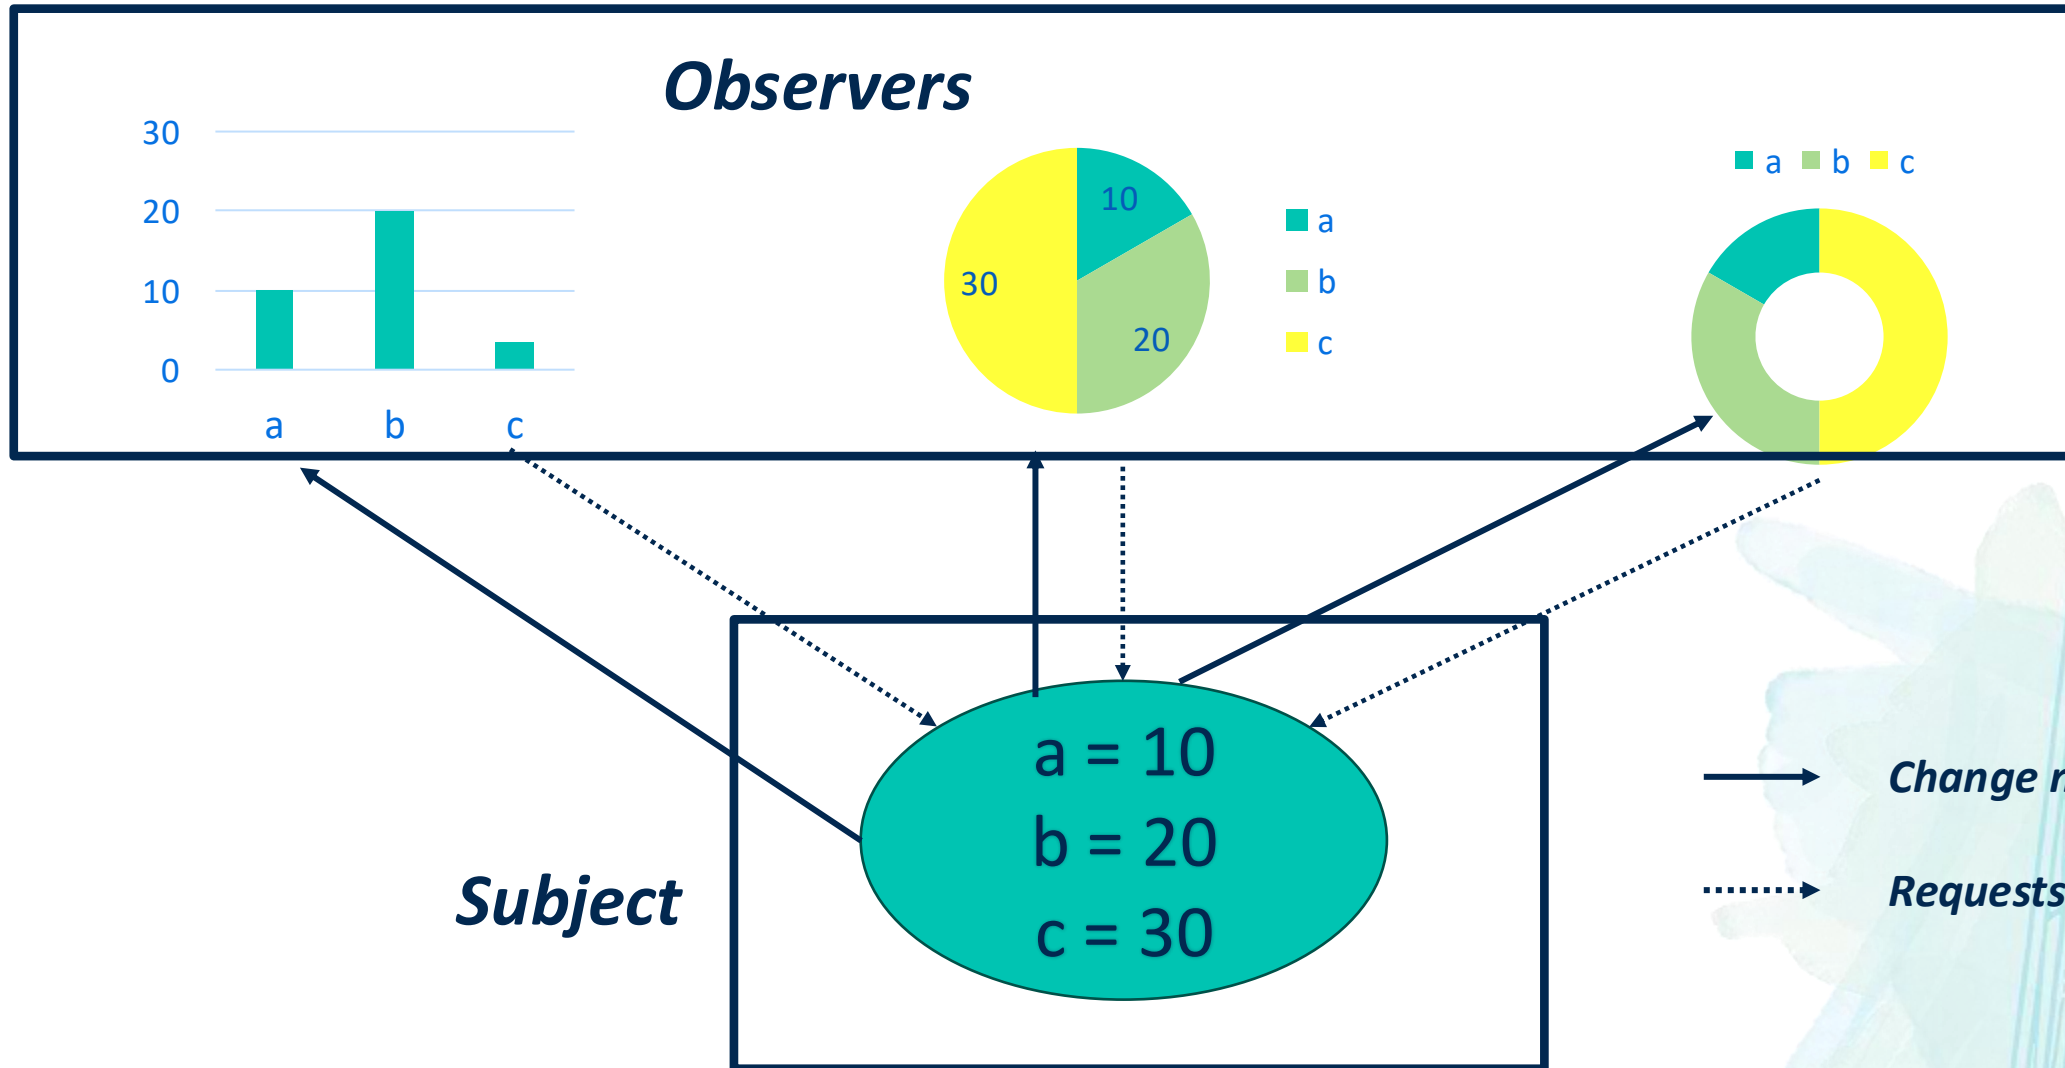 Observers
30
20
10
0
a b c
10
20
30
a
b
c
a b c
a = 10
b = 20
c = 30
Subject
Change
Requests